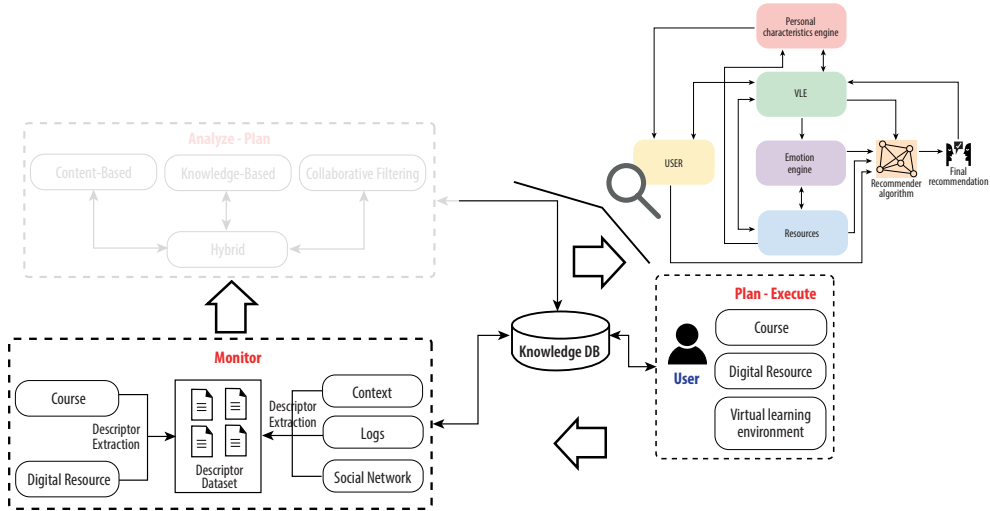 Personal
characteristics engine
VLE
USER
Emotion
engine
Resources
Recommender
algorithm
Final
recommendation
Analyze - Plan
Content-Based
Knowledge-Based
Collaborative Filtering
Hybrid
Knowledge DB
Plan - Execute
User
Course
Digital Resource
Virtual learning
environment
Monitor
Course
Digital Resource
Descriptor
Extraction
Descriptor
Dataset
Descriptor
Extraction
Context
Logs
Social Network